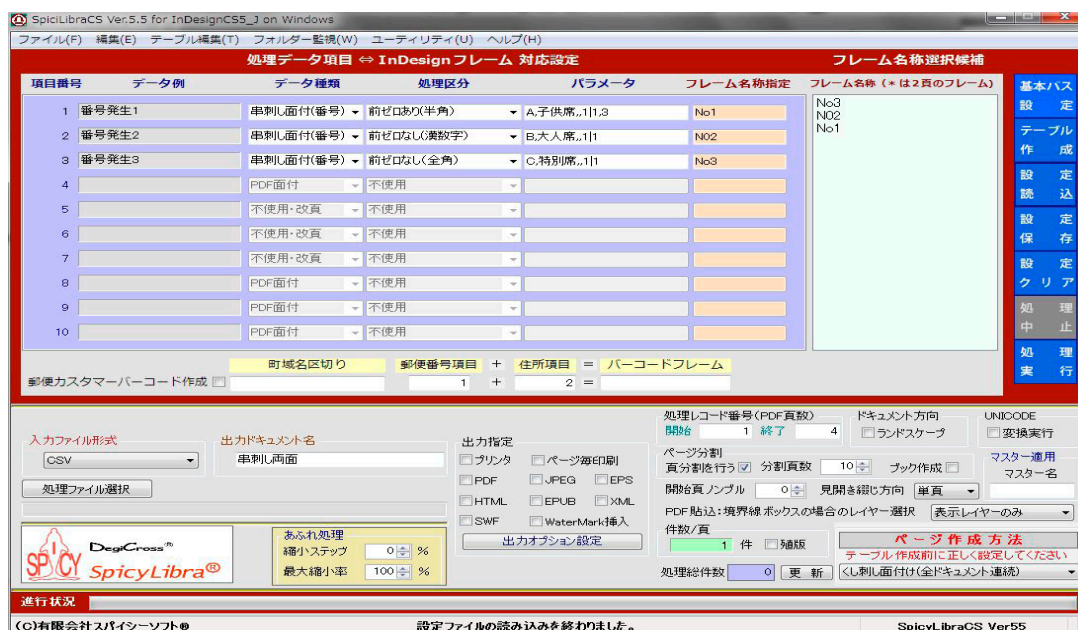 SpiciLibraCS Ver.5.5 for InDesignCS5_J on Windows
ファイル(F) 編集(E) テーブル編集(T) フォルダー監視(W) ユーティリティ(U) ヘルプ(H)
処理データ項目 ⇔ InDesignフレーム 対応設定 フレーム名称選択候補
項目番号 データ例 データ種類 処理区分 パラメータ フレーム名称指定 フレーム名称 (*は2頁のフレーム)
1 番号発生1 串刺し面付(番号) 前ゼロあり(半角) A,子供席,,1|1,3 No1
2 番号発生2 串刺し面付(番号) 前ゼロなし(漢数字) B,大人席,,1|1 N02
3 番号発生3 串刺し面付(番号) 前ゼロなし(全角) C,特別席,,1|1 No3
4 PDF面付 不使用
5 不使用・改頁 不使用
6 不使用・改頁 不使用
7 不使用・改頁 不使用
8 PDF面付 不使用
9 PDF面付 不使用
10 PDF面付 不使用
No3
N02
No1
基本パス
設定
テーブル
作成
設定
読込
設定
保存
設定
クリア
処理
中止
処理
実行
町域名区切り 郵便番号項目 + 住所項目 = バーコードフレーム
郵便カスタマーバーコード作成 1 + 2 =
入力ファイル形式
CSV
処理ファイル選択
出力ドキュメント名
串刺し両面
出力指定
プリンタ ページ毎印刷
PDF JPEG EPS
HTML EPUB XML
SWF WaterMark挿入
出力オプション設定
処理レコード番号(PDF頁数)
開始 1 終了 4
ドキュメント方向
ランドスケープ
UNICODE
変換実行
ページ分割
頁分割を行う 分割頁数 10 ブック作成
マスター適用
マスター名
開始頁ノンブル 0 見開き綴じ方向 単頁
PDF貼込:境界線ボックスの場合のレイヤー選択 表示レイヤーのみ
件数/頁
1 件 殖版
ページ作成方法
テーブル作成前に正しく設定してください
処理総件数 0 更新 くし刺し面付け(全ドキュメント連続)
SPICY DegiCross®
SpicyLibra®
あふれ処理
縮小ステップ 0 %
最大縮小率 100 %
進行状況
(C)有限会社スパイシーソフト® 設定ファイルの読み込みを終わりました。 SpicyLibraCS Ver55